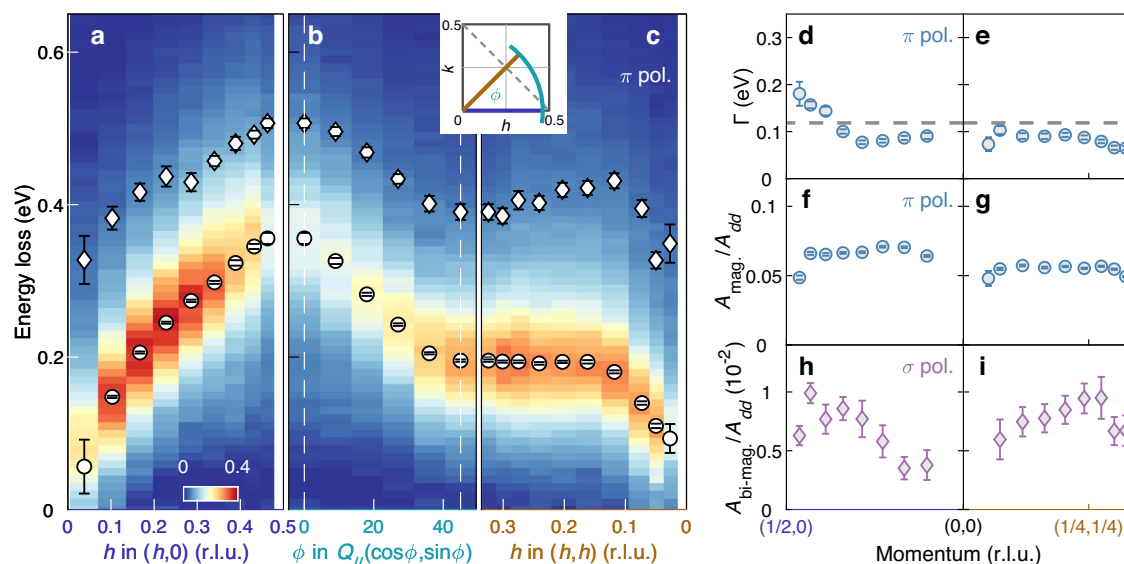 a
b
c
π pol.
0.6
0.4
0.2
0
Energy loss (eV)
0.5
k
0
ϕ
0
h
0.5
0
0.4
0
0.1
0.2
0.3
0.4
0.5
0
20
40
0.3
0.2
0.1
0
h in (h,0) (r.l.u.)
ϕ in Q//(cosϕ,sinϕ)
h in (h,h) (r.l.u.)
d
π pol.
e
0.3
0.2
0.1
0
Γ (eV)
f
π pol.
g
0.1
0.05
0
Amag./Add
h
σ pol.
i
1
0.5
0
Abi-mag./Add (10-2)
(1/2,0)
(0,0)
(1/4,1/4)
Momentum (r.l.u.)